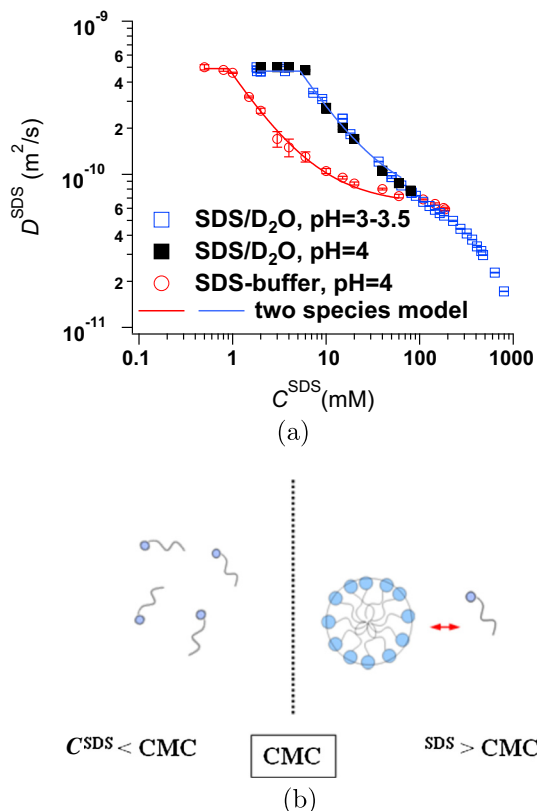 10⁻⁹
6
4
2
10⁻¹⁰
6
4
2
10⁻¹¹
D^SDS (m²/s)
SDS/D₂O, pH=3-3.5
SDS/D₂O, pH=4
SDS-buffer, pH=4
two species model
0.1 1 10 100 1000
C^SDS (mM)
(a)
C^SDS < CMC CMC ^SDS > CMC
(b)